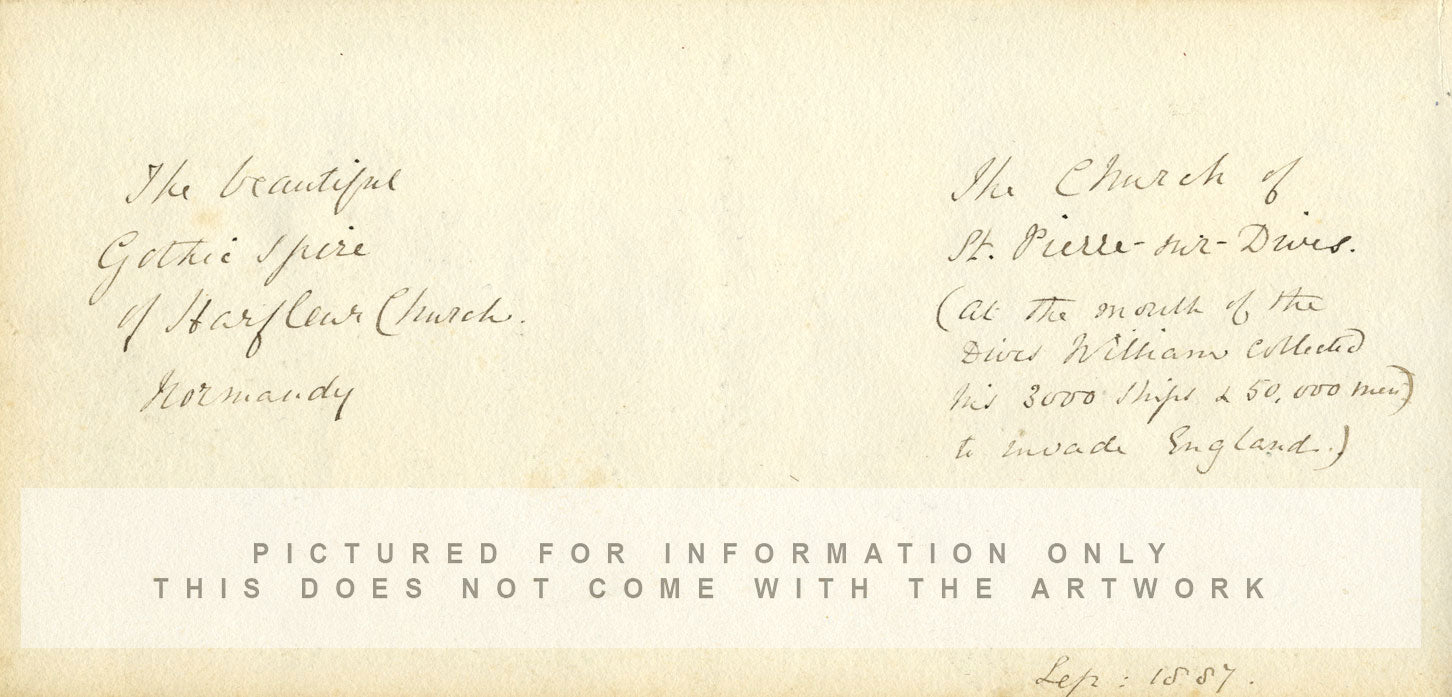 The beautiful
Gothic Spire
of Harfleur Church.
Normandy
The Church of
St. Pierre-sur-Dives.
(at the mouth of the
Dives William collected
his 3000 ships & 50,000 men)
to invade England.)
PICTURED FOR INFORMATION ONLY
THIS DOES NOT COME WITH THE ARTWORK
Sep: 1887.